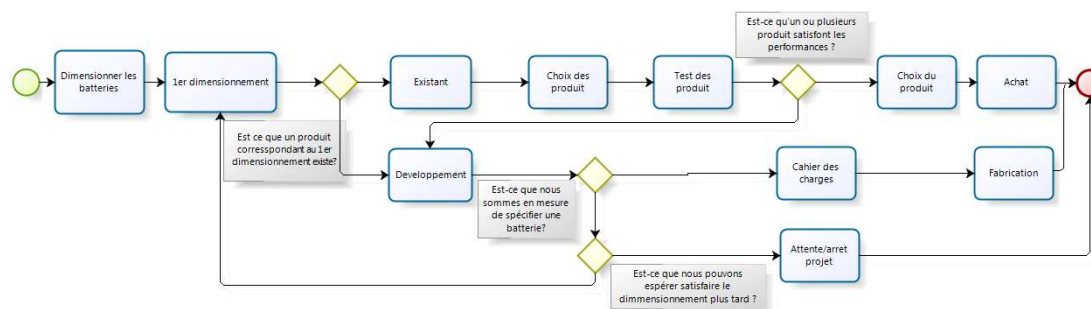 Est-ce qu'un ou plusieurs
produit satisfont les
performances ?
Dimensionner les
batteries
1er dimensionnement
Existant
Choix des
produit
Test des
produit
Choix du
produit
Achat
Est ce que un produit
corresspondant au 1er
dimensionnement existe?
Developpement
Est-ce que nous
sommes en mesure
de spécifier une
batterie?
Cahier des
charges
Fabrication
Attente/arret
projet
Est-ce que nous pouvons
espérer satisfaire le
dimmensionnement plus tard ?